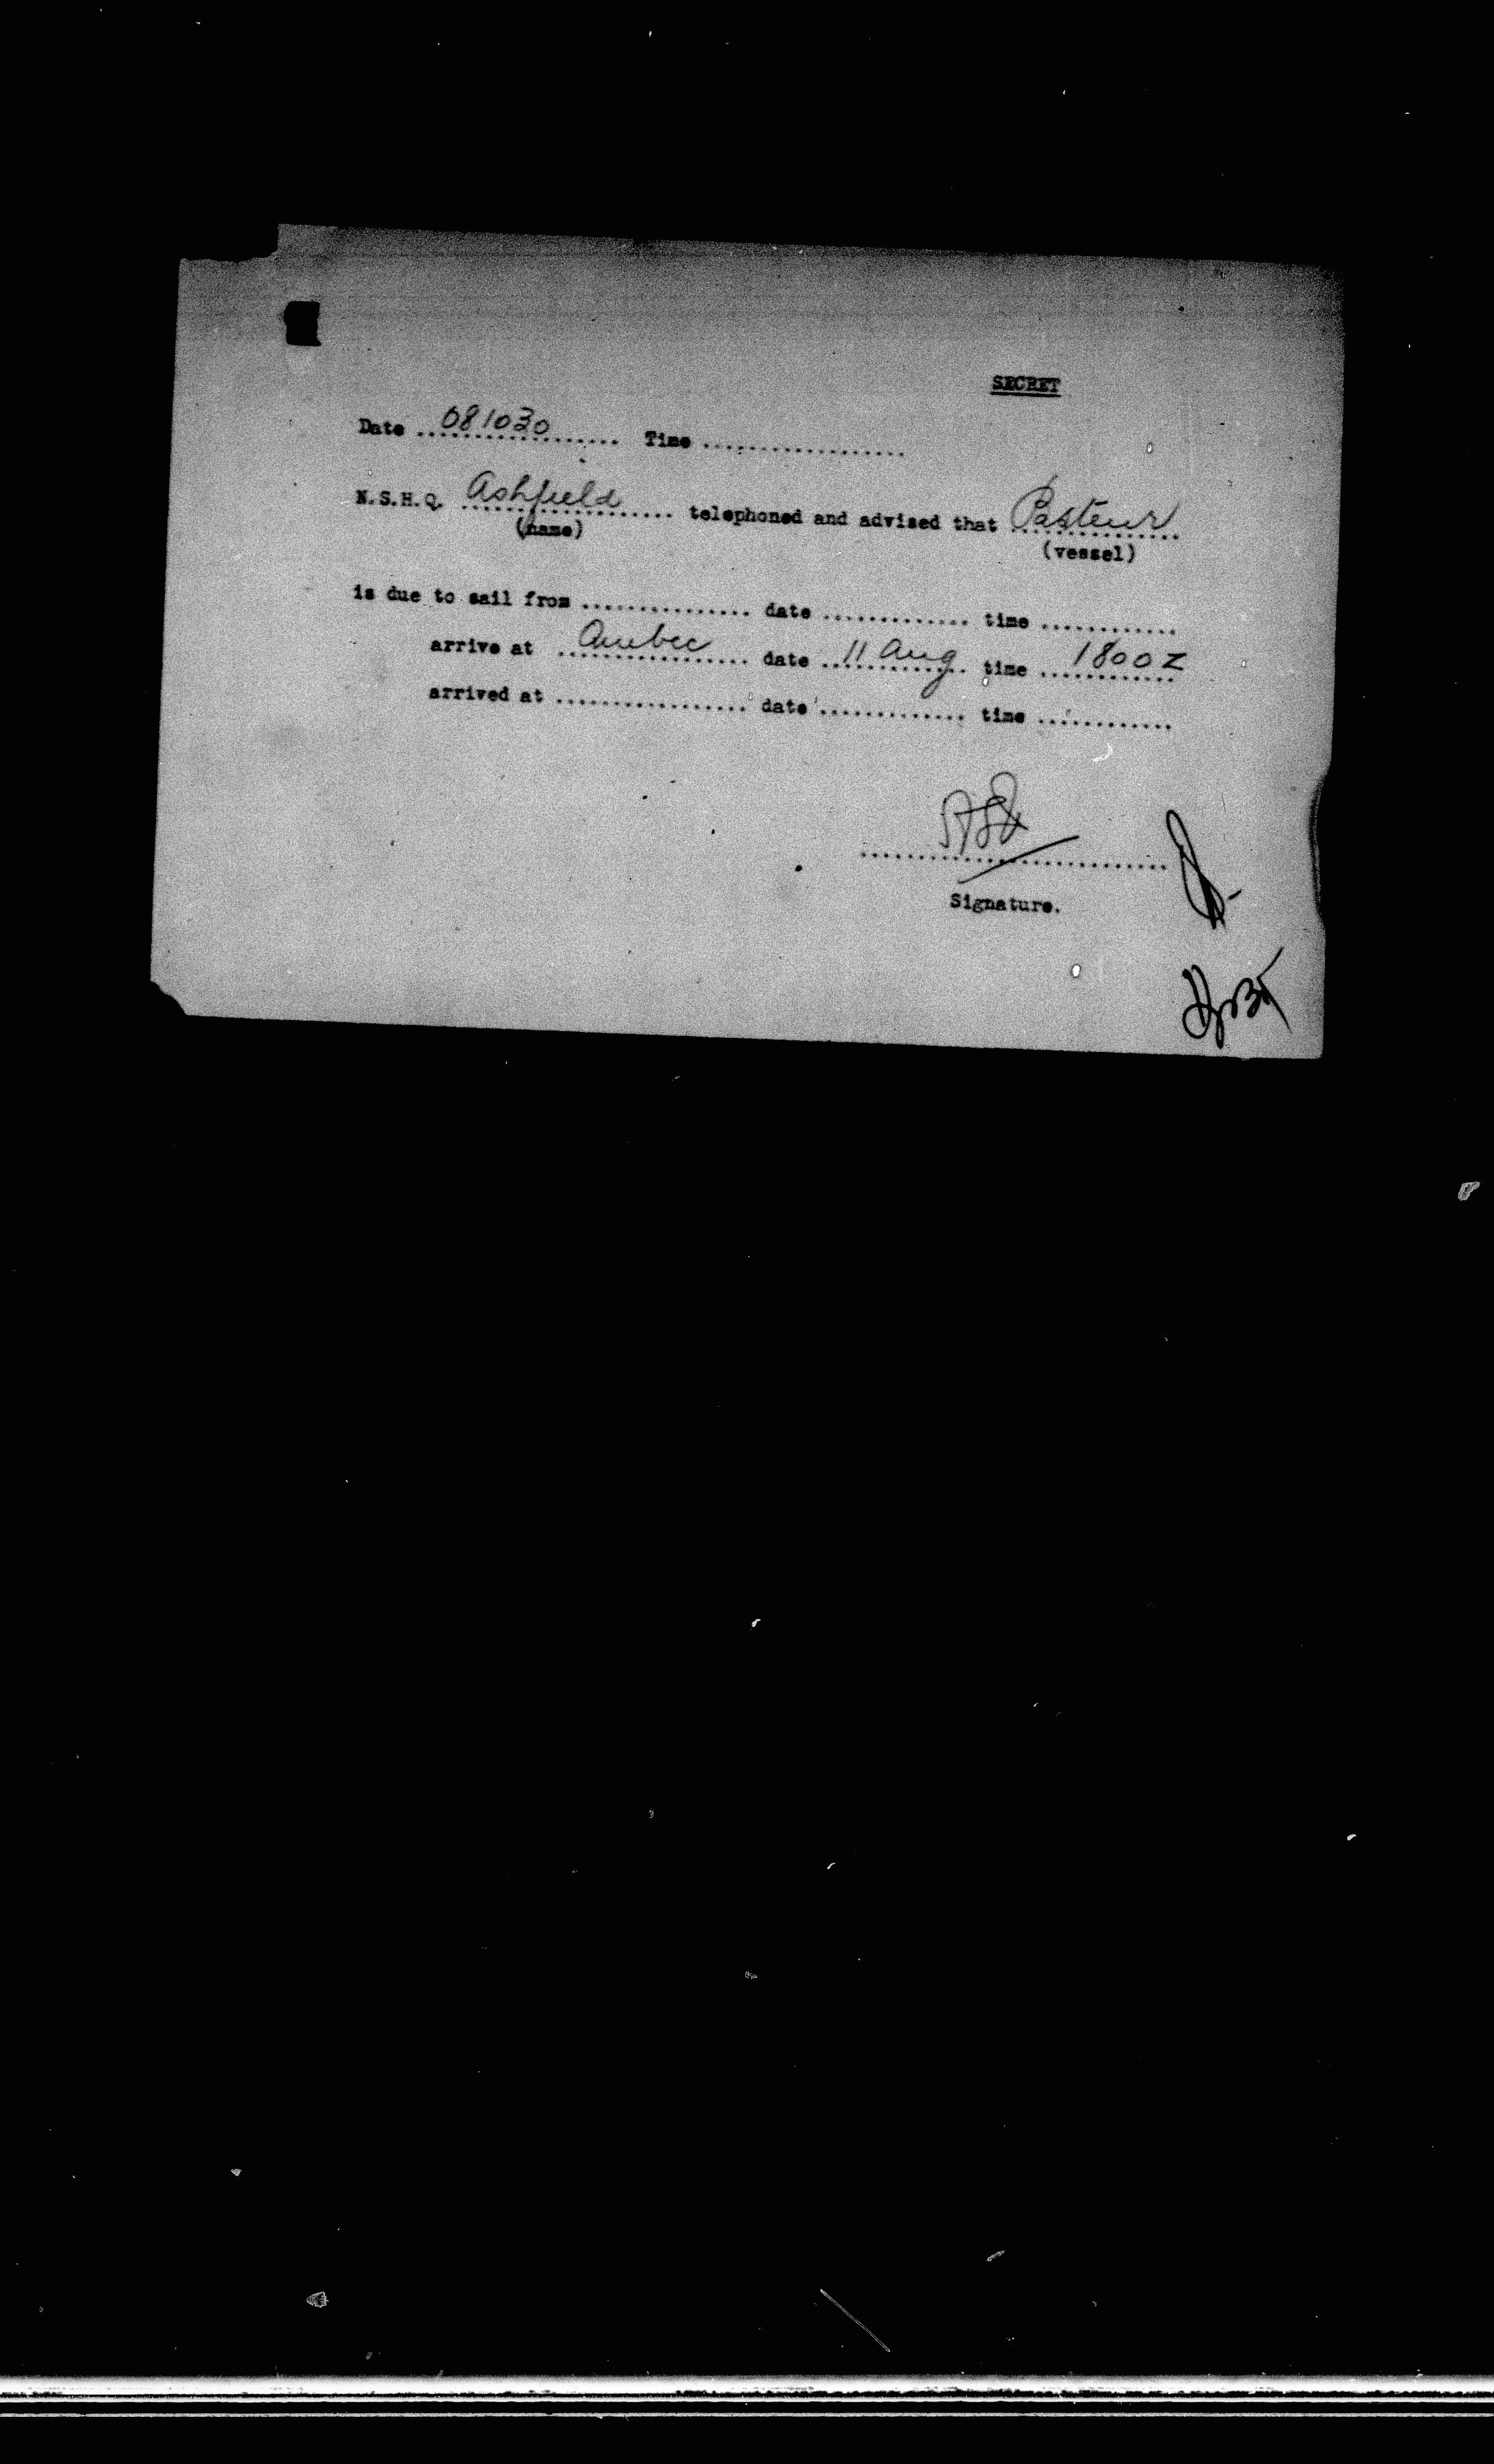 SECRET
Date 081030 Time ..................
N.S.H.Q. Ashfield telephoned and advised that Pasteur
(name) (vessel)
is due to sail from ............... date ............. time ............
arrive at Quebec date 11 Aug time 1800Z
arrived at ................. date ............. time ............
Signature.